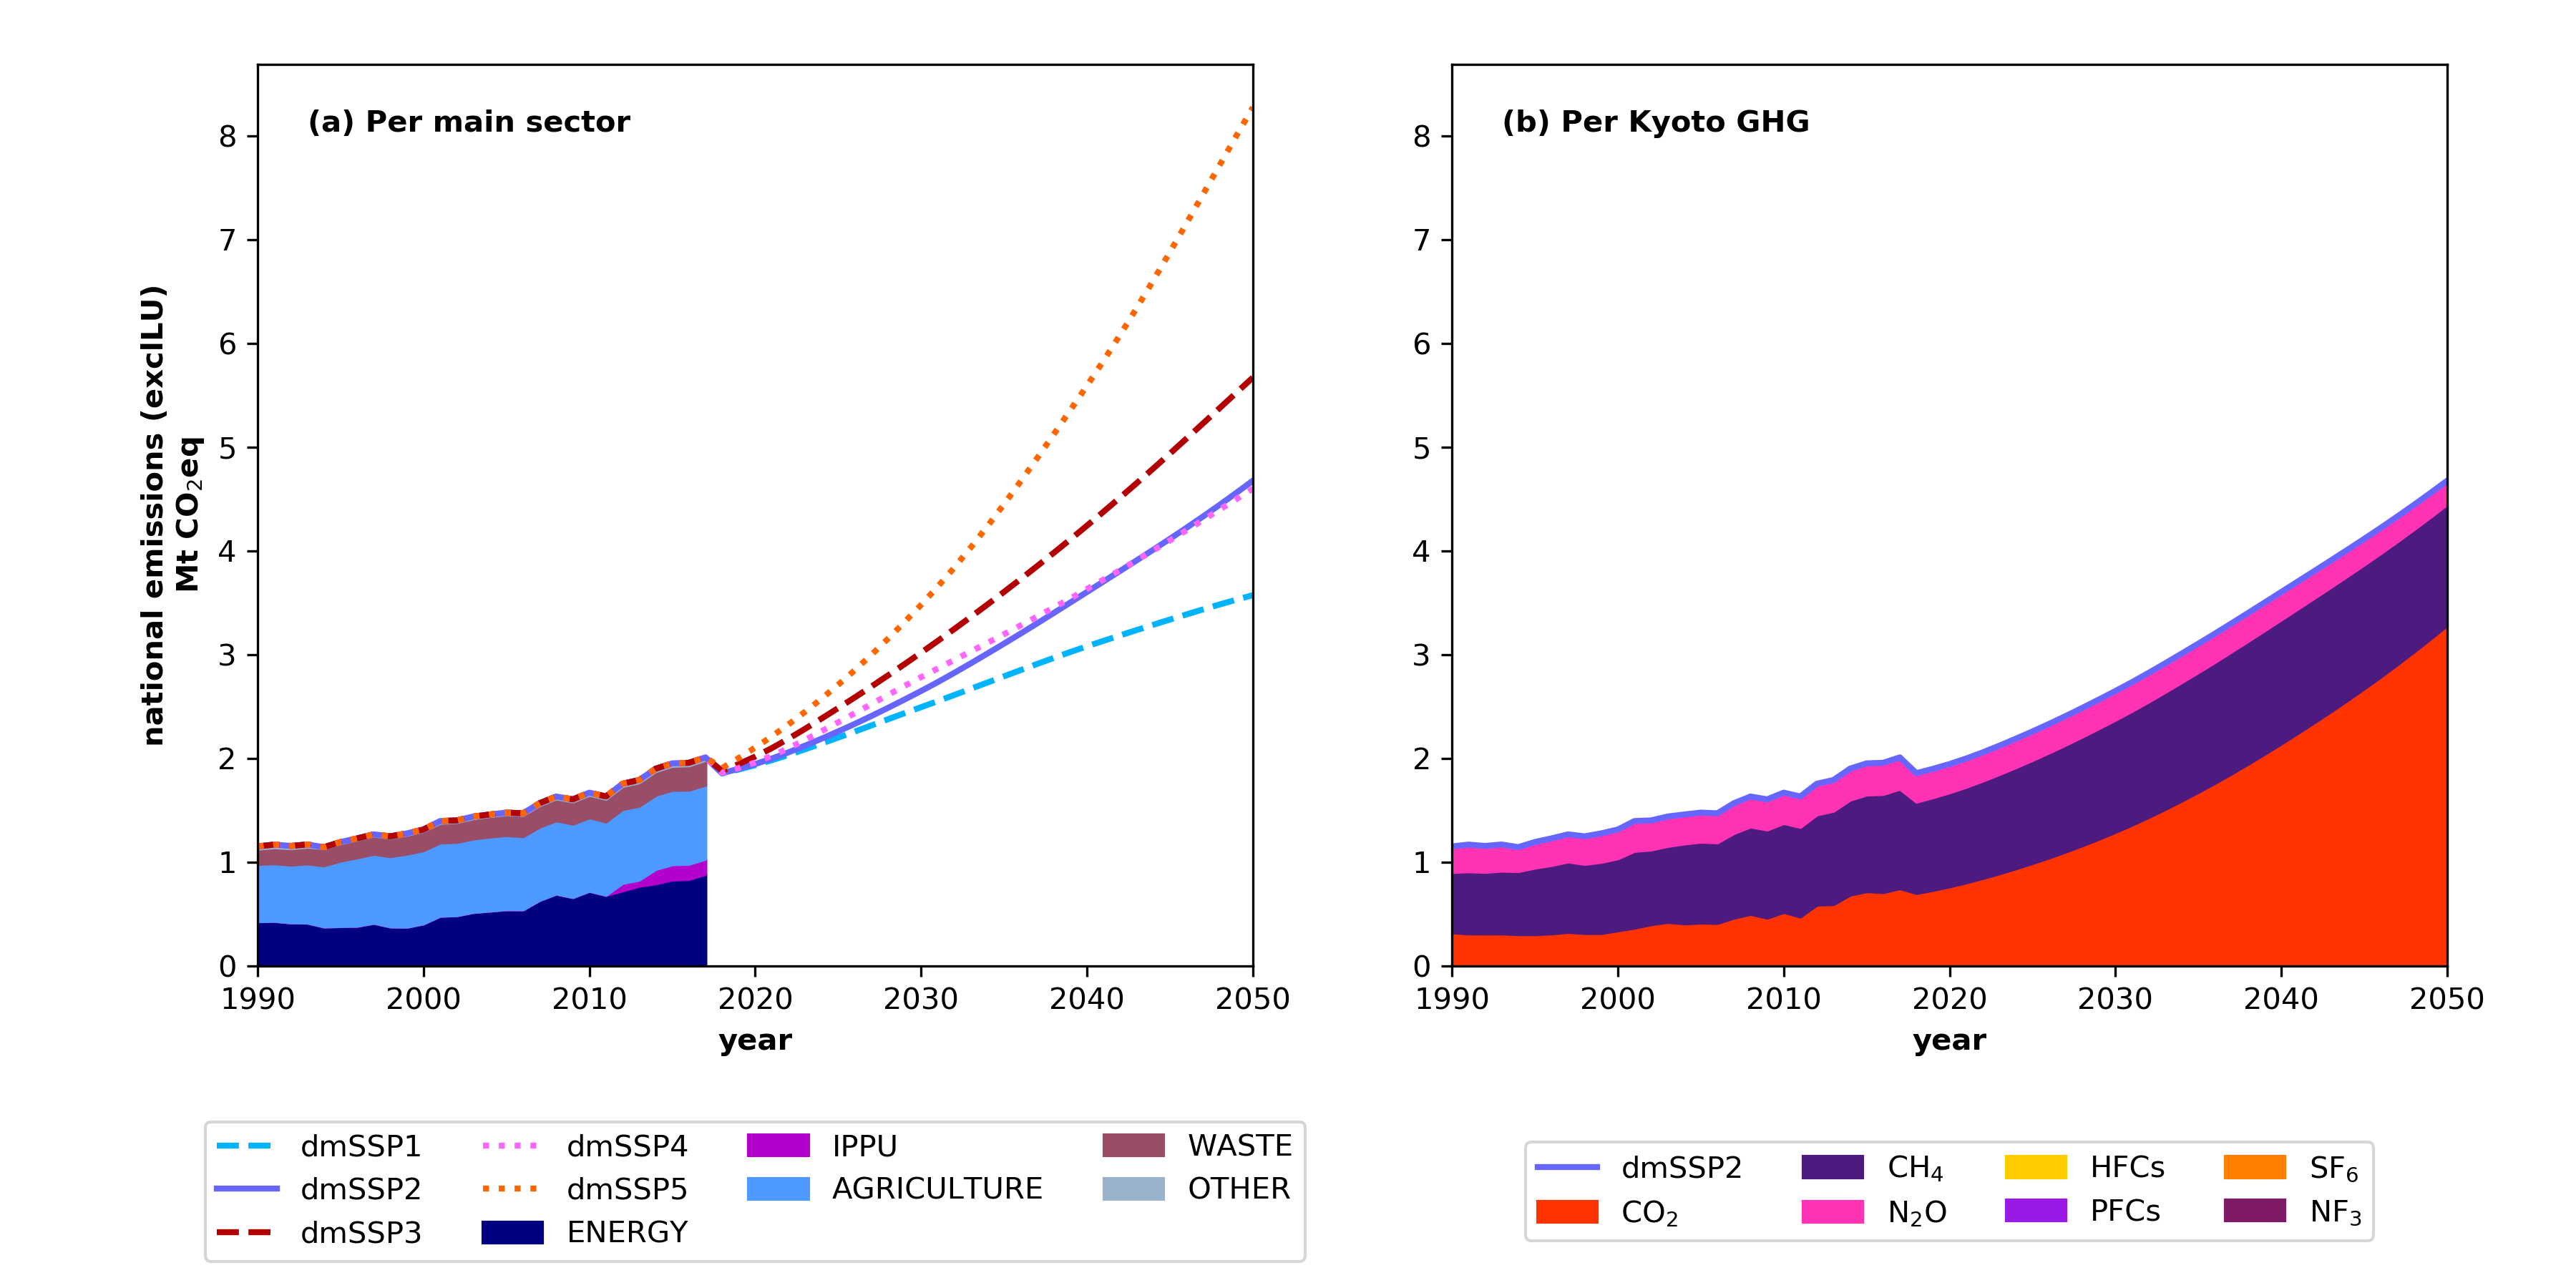 (a) Per main sector
national emissions (exclLU)
Mt CO₂eq
8
7
6
5
4
3
2
1
0
1990 2000 2010 2020 2030 2040 2050
year
dmSSP1 dmSSP4 IPPU WASTE
dmSSP2 dmSSP5 AGRICULTURE OTHER
dmSSP3 ENERGY
(b) Per Kyoto GHG
8
7
6
5
4
3
2
1
0
1990 2000 2010 2020 2030 2040 2050
year
dmSSP2 CH₄ HFCs SF₆
CO₂ N₂O PFCs NF₃